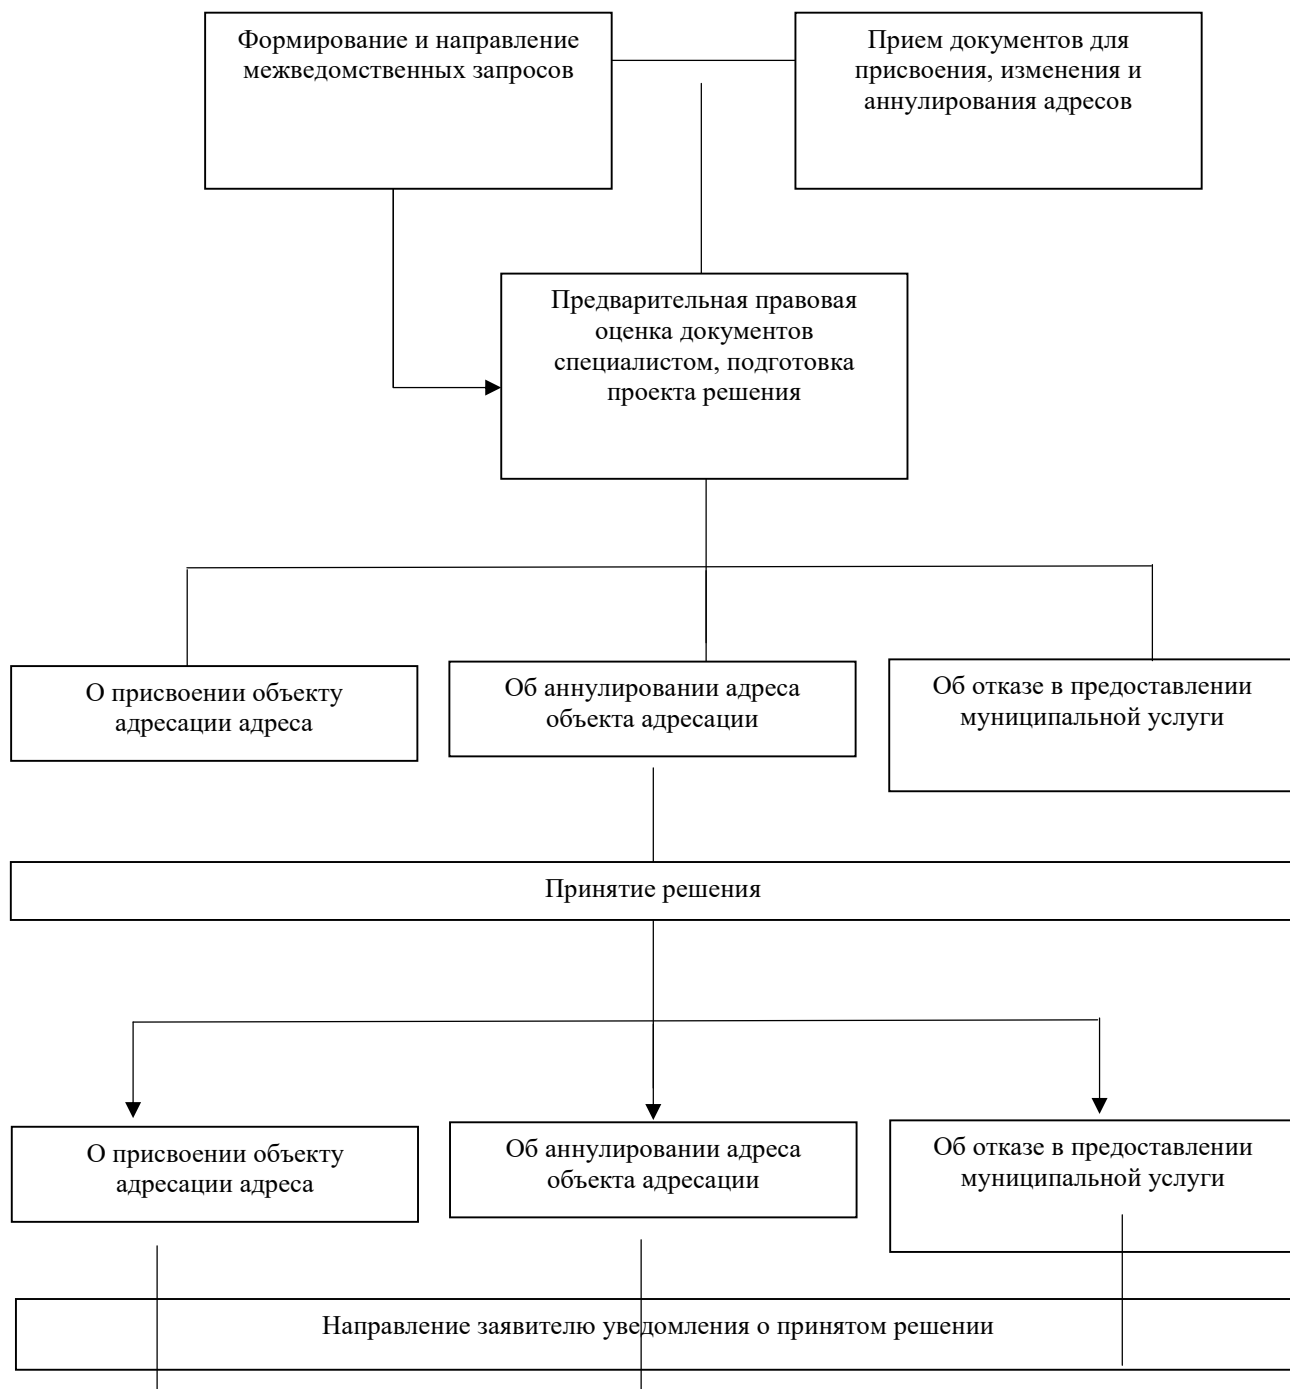 Формирование и направление
межведомственных запросов
Прием документов для
присвоения, изменения и
аннулирования адресов
Предварительная правовая
оценка документов
специалистом, подготовка
проекта решения
О присвоении объекту
адресации адреса
Об аннулировании адреса
объекта адресации
Об отказе в предоставлении
муниципальной услуги
Принятие решения
О присвоении объекту
адресации адреса
Об аннулировании адреса
объекта адресации
Об отказе в предоставлении
муниципальной услуги
Направление заявителю уведомления о принятом решении